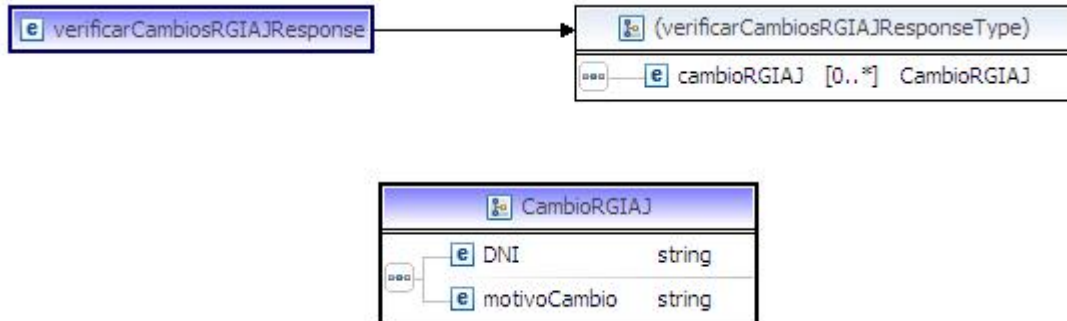 e verificarCambiosRGIAJResponse
(verificarCambiosRGIAJResponseType)
e cambioRGIAJ [0..*] CambioRGIAJ
CambioRGIAJ
e DNI string
e motivoCambio string